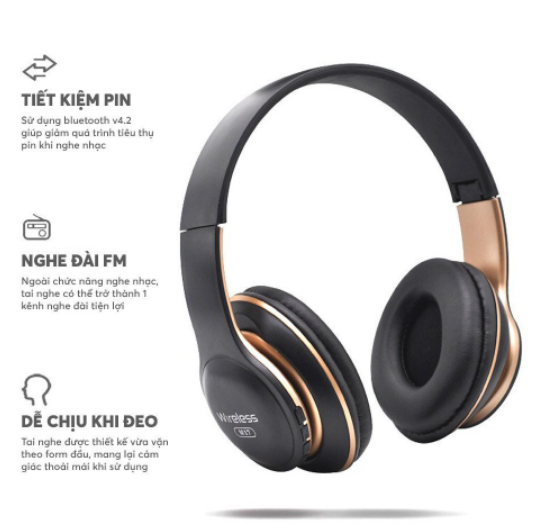 TIẾT KIỆM PIN
Sử dụng bluetooth v4.2
giúp giảm quá trình tiêu thụ
pin khi nghe nhạc
NGHE ĐÀI FM
Ngoài chức năng nghe nhạc,
tai nghe có thể trở thành 1
kênh nghe đài tiện lợi
DỄ CHỊU KHI ĐEO
Tai nghe được thiết kế vừa vặn
theo form đầu, mang lại cảm
giác thoải mái khi sử dụng
Wireless